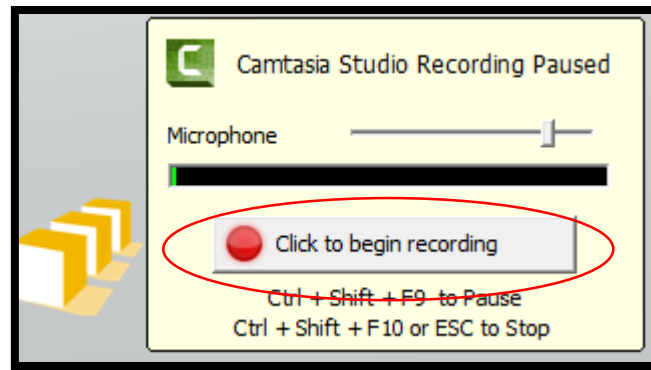 Camtasia Studio Recording Paused
Microphone
Click to begin recording
Ctrl + Shift + F9 to Pause
Ctrl + Shift + F10 or ESC to Stop